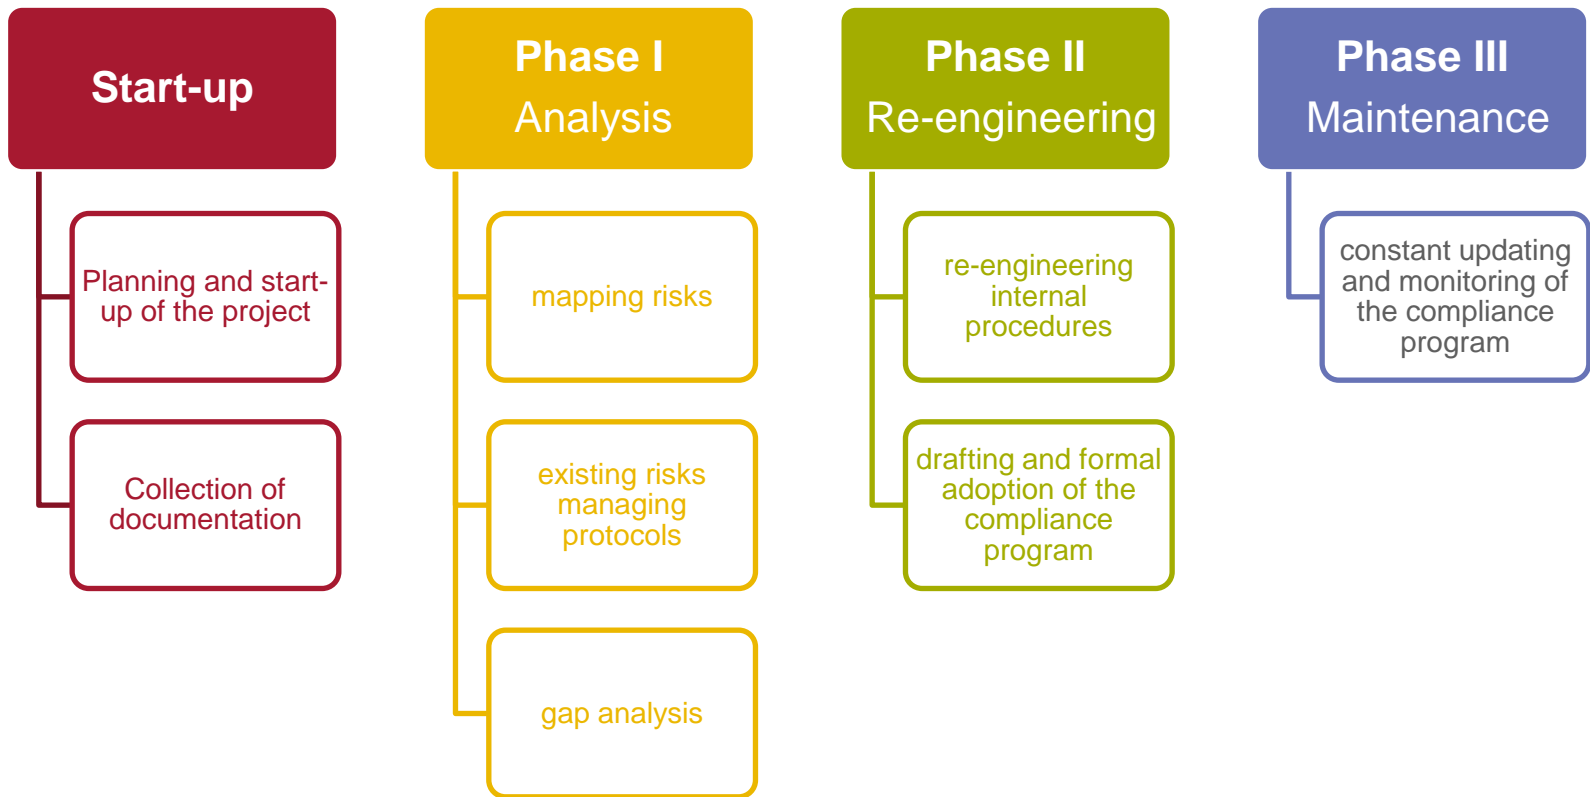 Start-up
Planning and start-
up of the project
Collection of
documentation
Phase I
Analysis
mapping risks
existing risks
managing
protocols
gap analysis
Phase II
Re-engineering
re-engineering
internal
procedures
drafting and formal
adoption of the
compliance
program
Phase III
Maintenance
constant updating
and monitoring of
the compliance
program